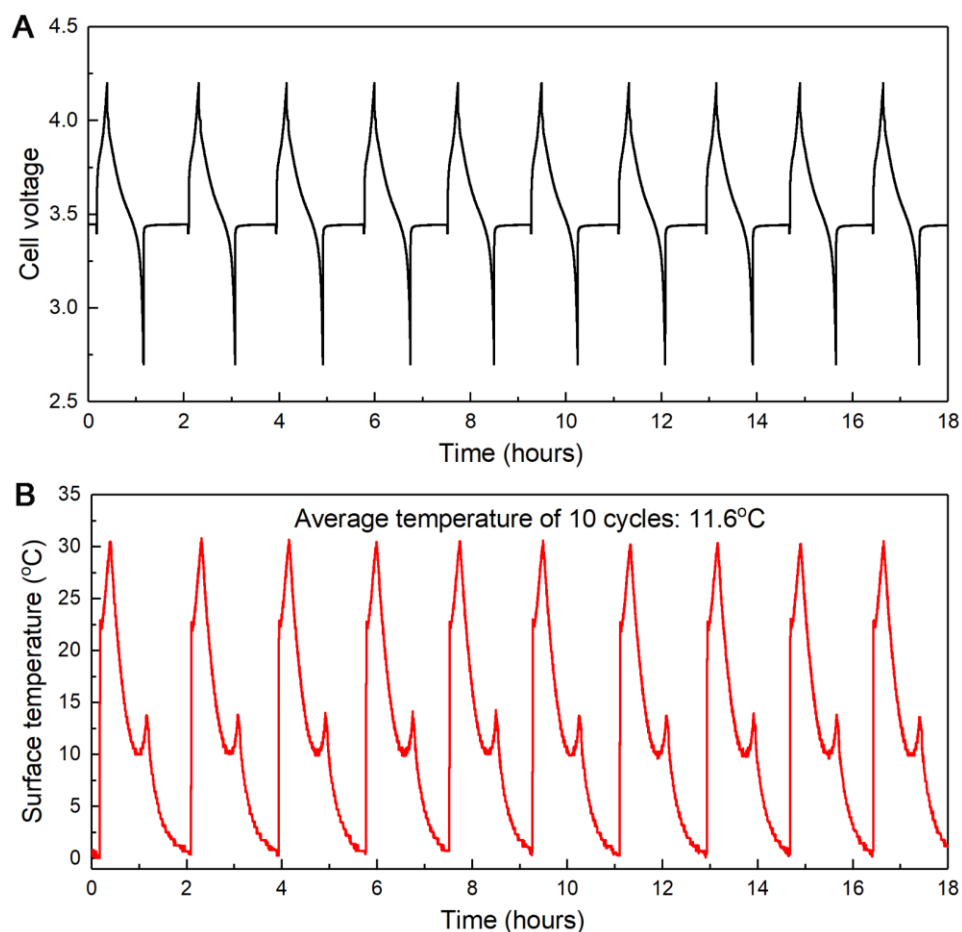 A
4.5
4.0
3.5
3.0
2.5
Cell voltage
0 2 4 6 8 10 12 14 16 18
Time (hours)
B
35
30
25
20
15
10
5
0
Surface temperature (°C)
Average temperature of 10 cycles: 11.6°C
0 2 4 6 8 10 12 14 16 18
Time (hours)